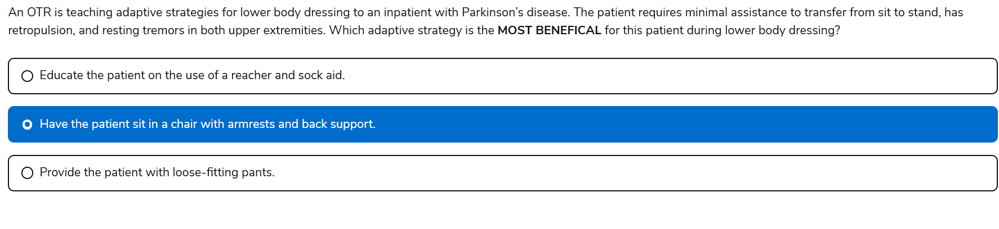 An OTR is teaching adaptive strategies for lower body dressing to an inpatient with Parkinson’s disease. The patient requires minimal assistance to transfer from sit to stand, has
retropulsion, and resting tremors in both upper extremities. Which adaptive strategy is the MOST BENEFICAL for this patient during lower body dressing?
Educate the patient on the use of a reacher and sock aid.
Have the patient sit in a chair with armrests and back support.
Provide the patient with loose-fitting pants.